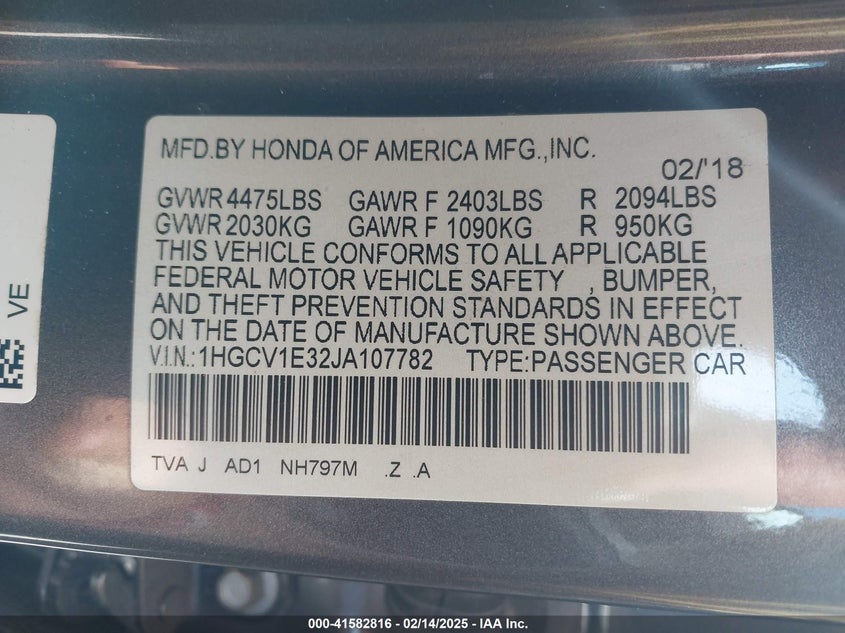 MFD.BY HONDA OF AMERICA MFG.,INC.
02/'18
GVWR 4475LBS GAWR F 2403LBS R 2094LBS
GVWR 2030KG GAWR F 1090KG R 950KG
THIS VEHICLE CONFORMS TO ALL APPLICABLE
FEDERAL MOTOR VEHICLE SAFETY , BUMPER,
AND THEFT PREVENTION STANDARDS IN EFFECT
ON THE DATE OF MANUFACTURE SHOWN ABOVE.
V.I.N.:1HGCV1E32JA107782 TYPE:PASSENGER CAR
TVA J AD1 NH797M .Z .A
VE
000-41582816 - 02/14/2025 - IAA Inc.